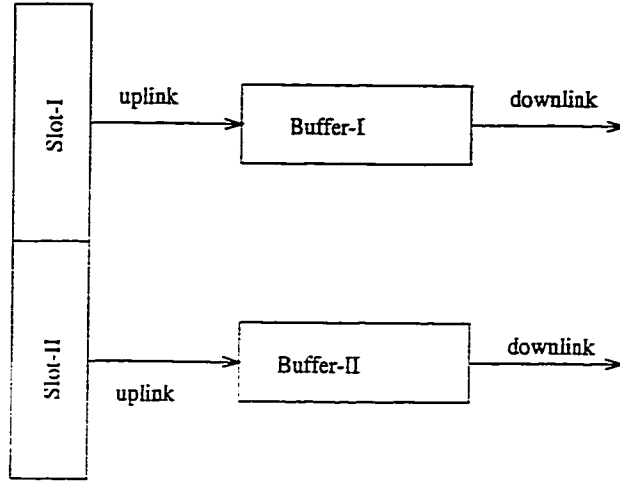 Slot-I
uplink
Buffer-I
downlink
Slot-II
uplink
Buffer-II
downlink